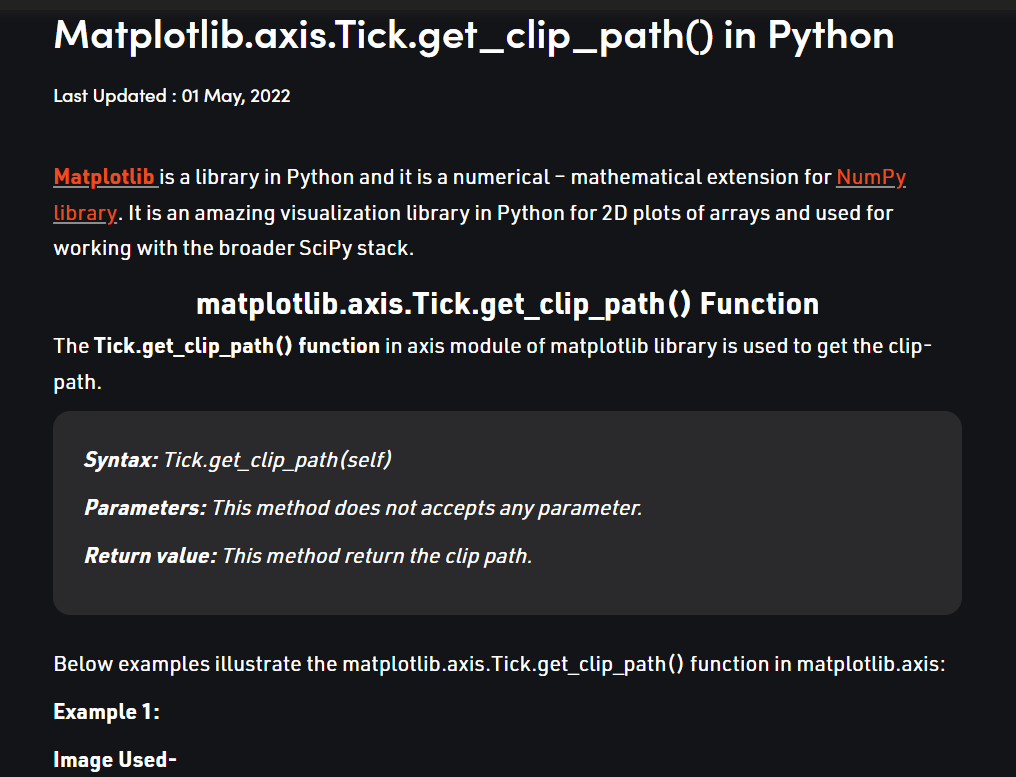 Matplotlib.axis.Tick.get_clip_path() in Python
Last Updated : 01 May, 2022
Matplotlib is a library in Python and it is a numerical – mathematical extension for NumPy
library. It is an amazing visualization library in Python for 2D plots of arrays and used for
working with the broader SciPy stack.
matplotlib.axis.Tick.get_clip_path() Function
The Tick.get_clip_path() function in axis module of matplotlib library is used to get the clip-
path.
Syntax: Tick.get_clip_path(self)
Parameters: This method does not accepts any parameter.
Return value: This method return the clip path.
Below examples illustrate the matplotlib.axis.Tick.get_clip_path() function in matplotlib.axis:
Example 1:
Image Used-